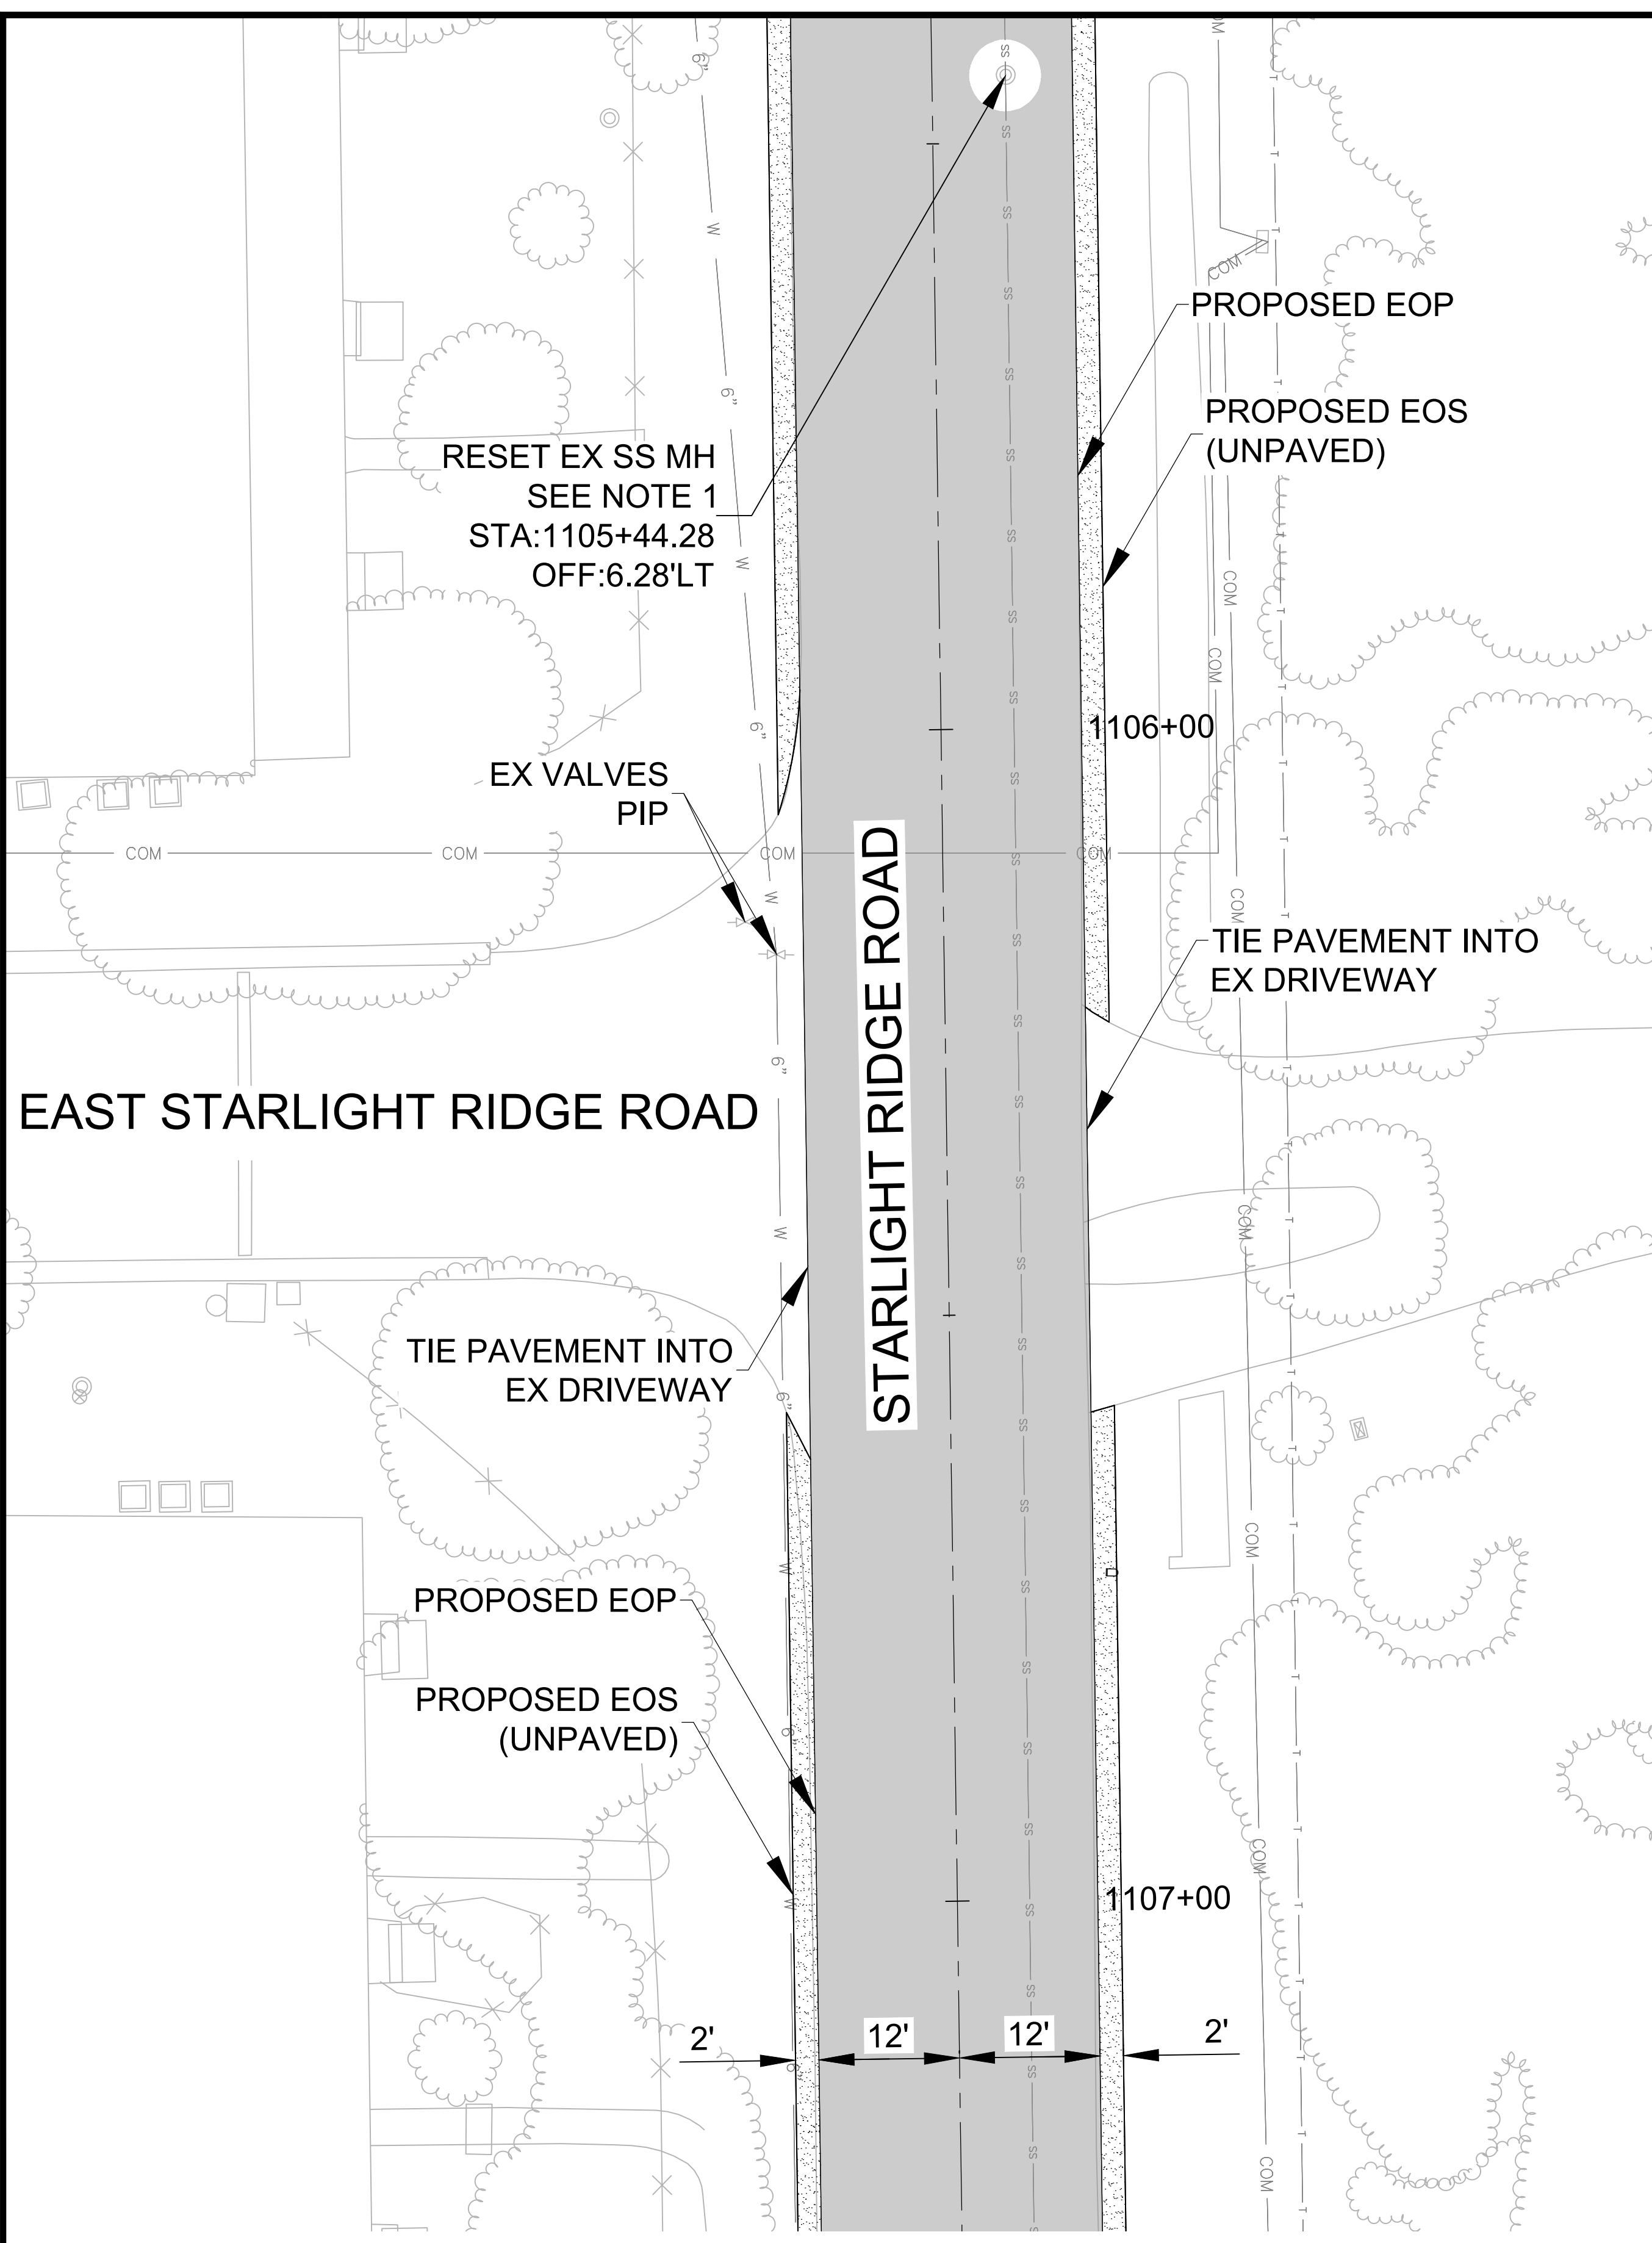 PROPOSED EOP
PROPOSED EOS
(UNPAVED)
RESET EX SS MH
SEE NOTE 1
STA:1105+44.28
OFF:6.28'LT
1106+00
EX VALVES
PIP
COM
COM
COM
COM
TIE PAVEMENT INTO
EX DRIVEWAY
STARLIGHT RIDGE ROAD
EAST STARLIGHT RIDGE ROAD
TIE PAVEMENT INTO
EX DRIVEWAY
PROPOSED EOP
PROPOSED EOS
(UNPAVED)
1107+00
2'
12'
12'
2'